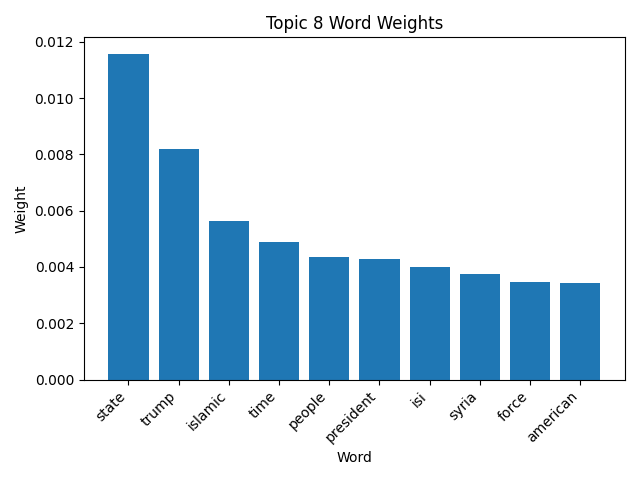 Topic 8 Word Weights
0.012
0.010
0.008
0.006
0.004
0.002
0.000
Weight
state
trump
islamic
time
people
president
isi
syria
force
american
Word